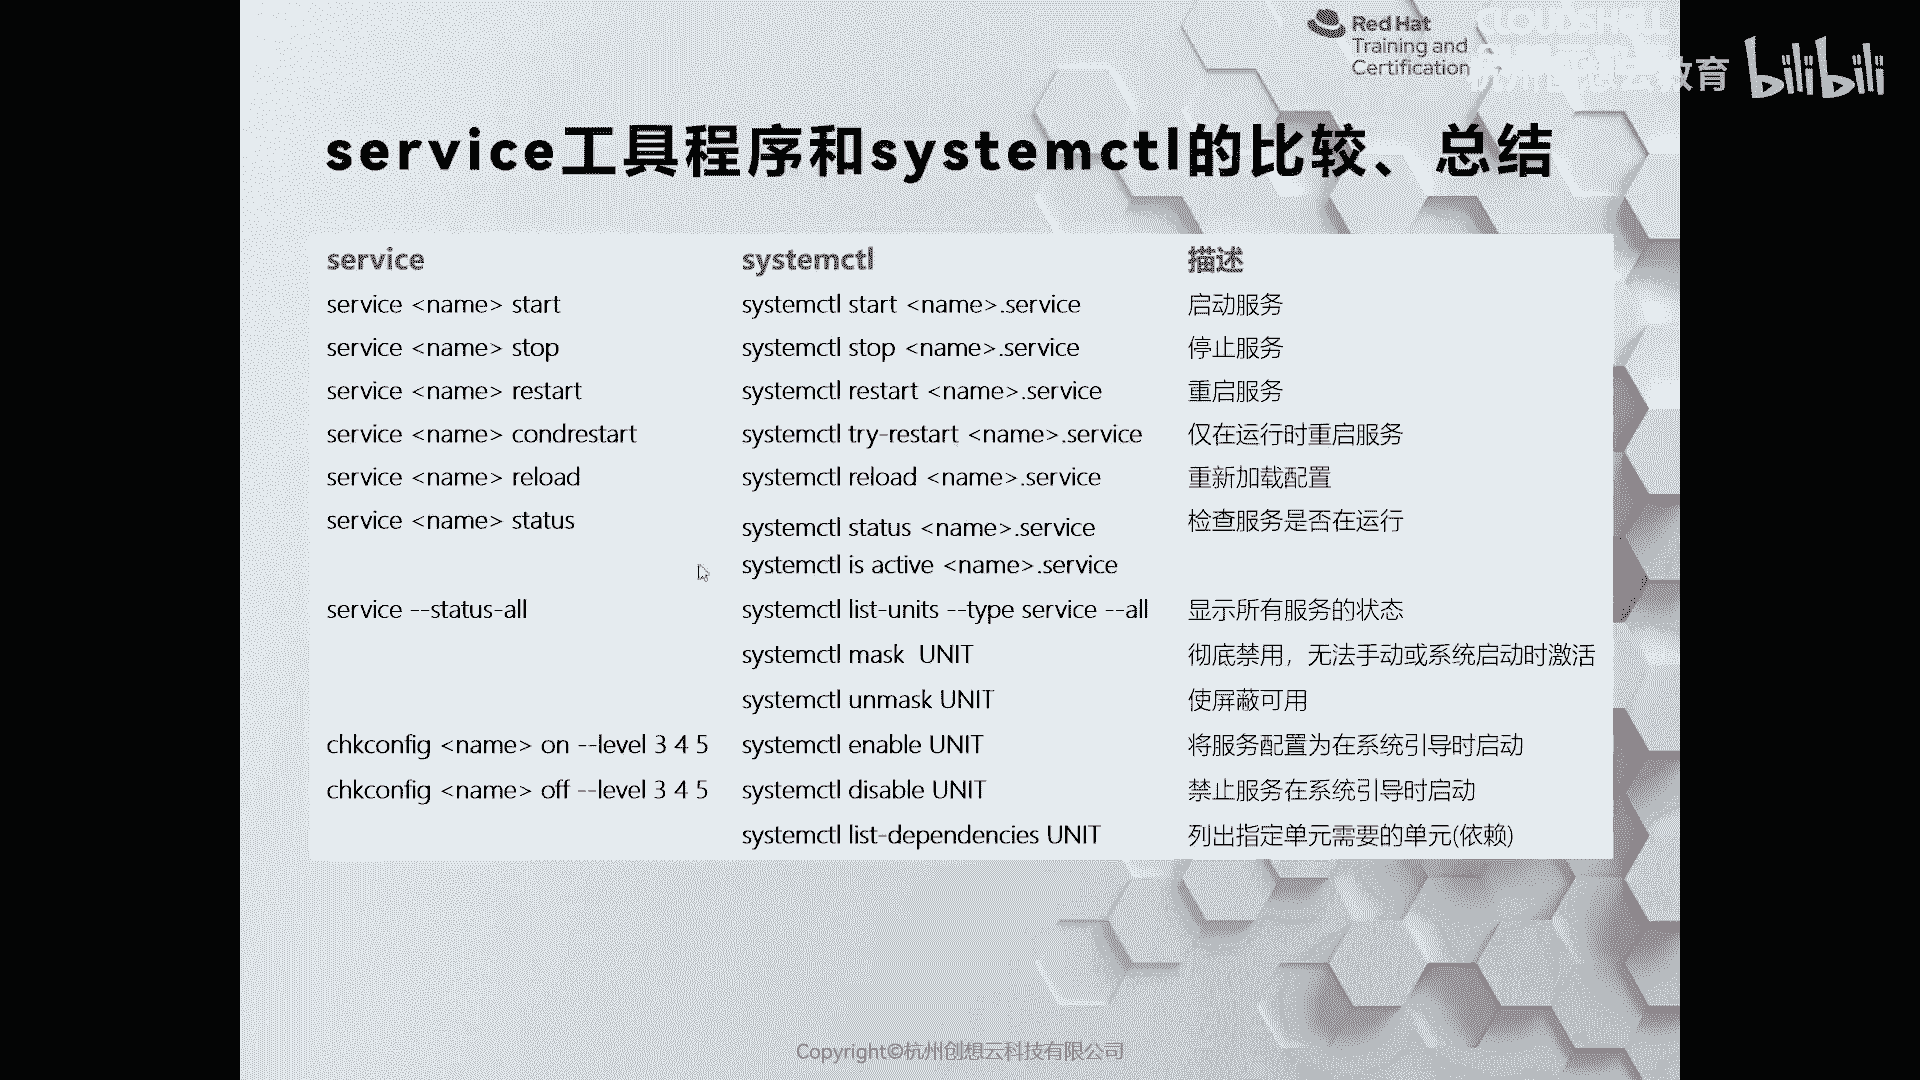 Red Hat
Training and
Certification
教育 bilibili
service工具程序和systemctl的比较、总结
service systemctl 描述
service <name> start systemctl start <name>.service 启动服务
service <name> stop systemctl stop <name>.service 停止服务
service <name> restart systemctl restart <name>.service 重启服务
service <name> condrestart systemctl try-restart <name>.service 仅在运行时重启服务
service <name> reload systemctl reload <name>.service 重新加载配置
service <name> status systemctl status <name>.service 检查服务是否在运行
systemctl is active <name>.service
service --status-all systemctl list-units --type service --all 显示所有服务的状态
systemctl mask UNIT 彻底禁用，无法手动或系统启动时激活
systemctl unmask UNIT 使屏蔽可用
chkconfig <name> on --level 3 4 5 systemctl enable UNIT 将服务配置为在系统引导时启动
chkconfig <name> off --level 3 4 5 systemctl disable UNIT 禁止服务在系统引导时启动
systemctl list-dependencies UNIT 列出指定单元需要的单元(依赖)
Copyright©杭州创想云科技有限公司